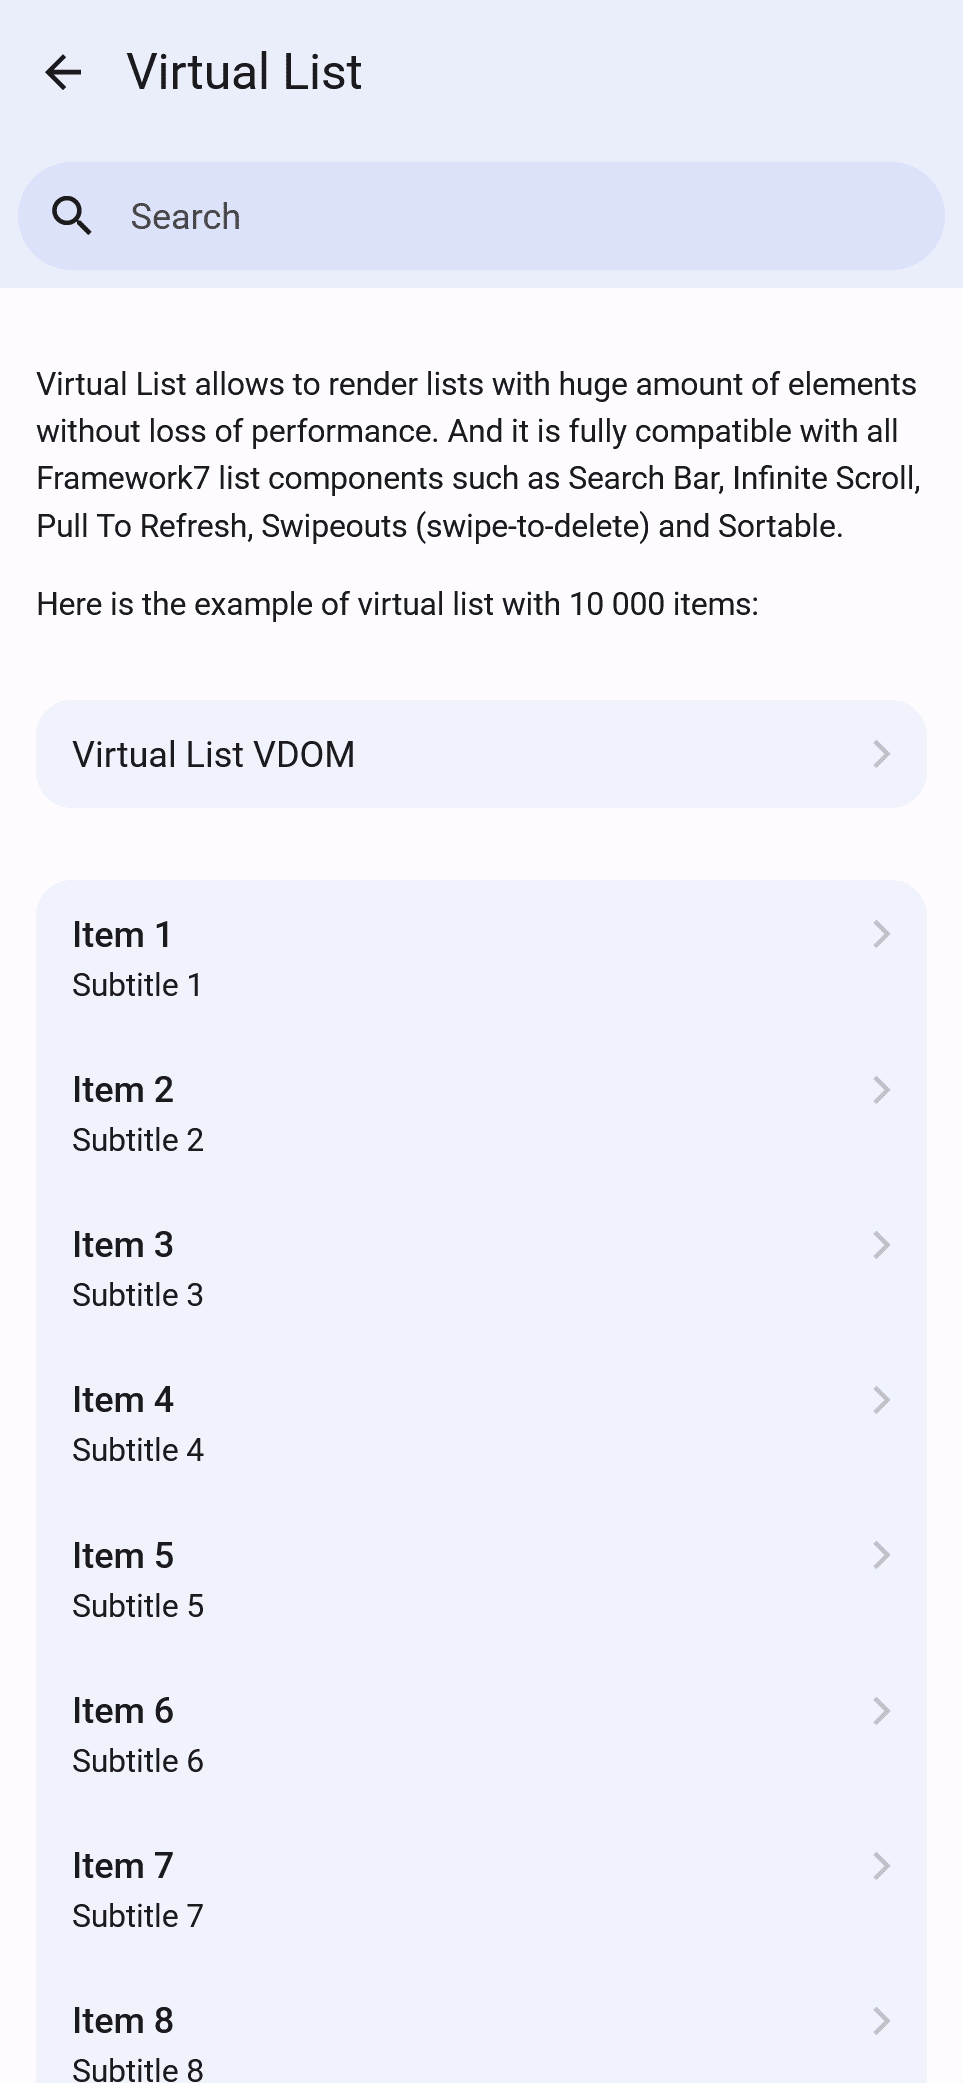 Virtual List
Search
Virtual List allows to render lists with huge amount of elements
without loss of performance. And it is fully compatible with all
Framework7 list components such as Search Bar, Infinite Scroll,
Pull To Refresh, Swipeouts (swipe-to-delete) and Sortable.
Here is the example of virtual list with 10 000 items:
Virtual List VDOM
Item 1
Subtitle 1
Item 2
Subtitle 2
Item 3
Subtitle 3
Item 4
Subtitle 4
Item 5
Subtitle 5
Item 6
Subtitle 6
Item 7
Subtitle 7
Item 8
Subtitle 8